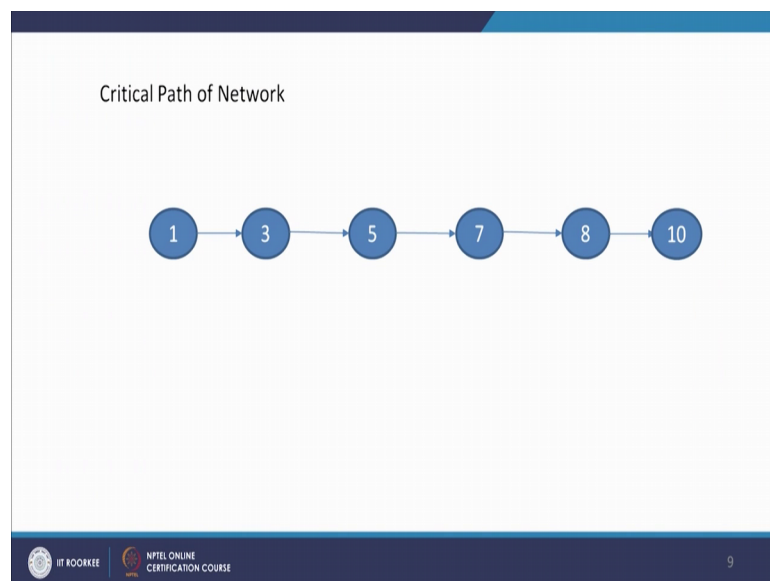 Critical Path of Network
1 3 5 7 8 10
IIT ROORKEE
NPTEL ONLINE
CERTIFICATION COURSE
9